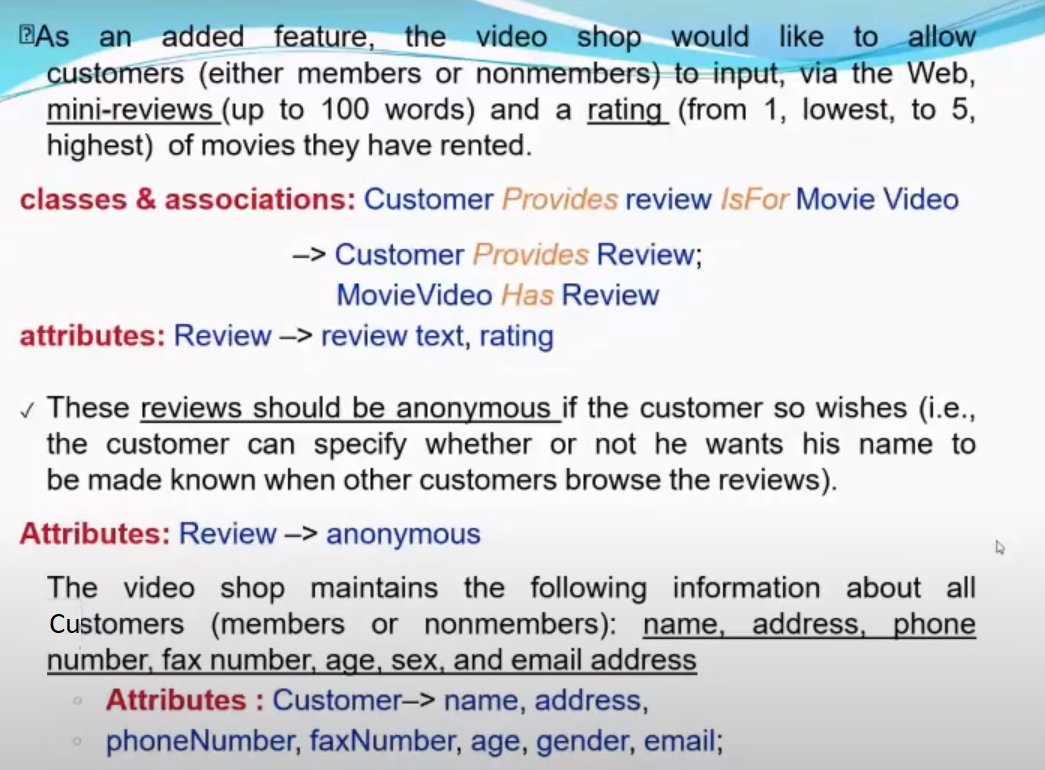 As an added feature, the video shop would like to allow
customers (either members or nonmembers) to input, via the Web,
mini-reviews (up to 100 words) and a rating (from 1, lowest, to 5,
highest) of movies they have rented.
classes & associations: Customer Provides review IsFor Movie Video
–> Customer Provides Review;
MovieVideo Has Review
attributes: Review –> review text, rating
✓ These reviews should be anonymous if the customer so wishes (i.e.,
the customer can specify whether or not he wants his name to
be made known when other customers browse the reviews).
Attributes: Review –> anonymous
The video shop maintains the following information about all
Customers (members or nonmembers): name, address, phone
number, fax number, age, sex, and email address
Attributes : Customer–> name, address,
phoneNumber, faxNumber, age, gender, email;